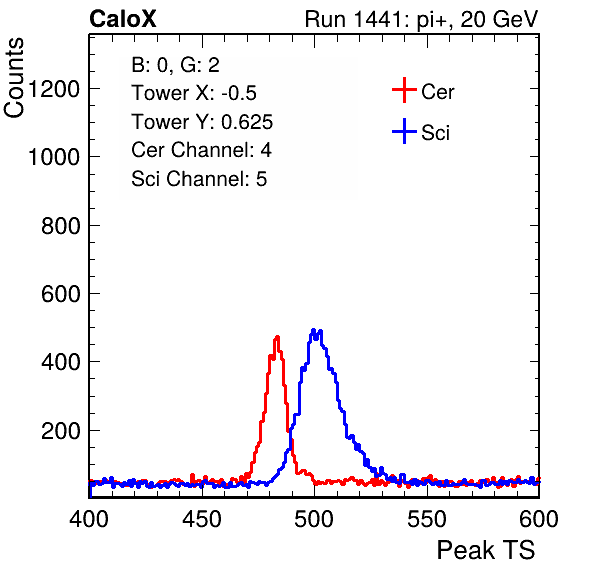 CaloX Run 1441: pi+, 20 GeV
Counts
B: 0, G: 2
Tower X: -0.5
Tower Y: 0.625
Cer Channel: 4
Sci Channel: 5
Cer
Sci
1200
1000
800
600
400
200
400 450 500 550 600
Peak TS